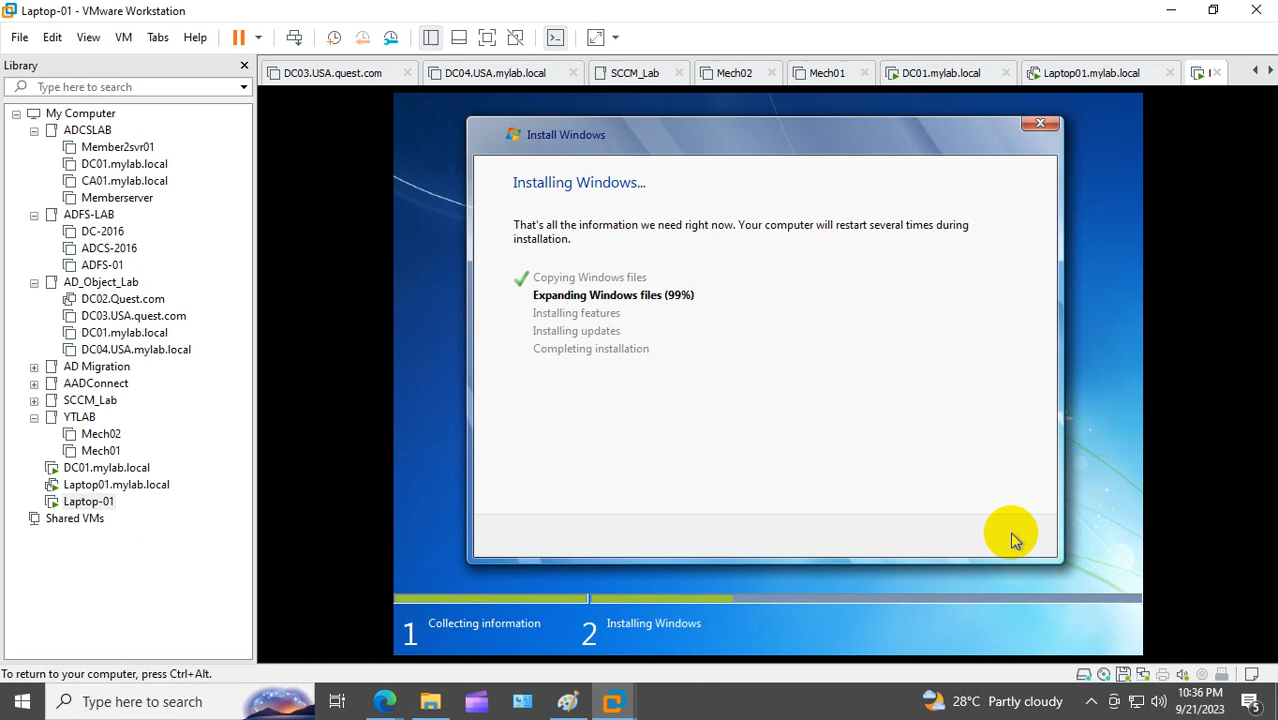 Laptop-01 - VMware Workstation
File Edit View VM Tabs Help
Library
Type here to search
My Computer
ADCSLAB
Member2svr01
DC01.mylab.local
CA01.mylab.local
Memberserver
ADFS-LAB
DC-2016
ADCS-2016
ADFS-01
AD_Object_Lab
DC02.Quest.com
DC03.USA.quest.com
DC01.mylab.local
DC04.USA.mylab.local
AD Migration
AADConnect
SCCM_Lab
YTLAB
Mech02
Mech01
DC01.mylab.local
Laptop01.mylab.local
Laptop-01
Shared VMs
DC03.USA.quest.com DC04.USA.mylab.local SCCM_Lab Mech02 Mech01 DC01.mylab.local Laptop01.mylab.local
Install Windows
Installing Windows...
That's all the information we need right now. Your computer will restart several times during
installation.
Copying Windows files
Expanding Windows files (99%)
Installing features
Installing updates
Completing installation
1 Collecting information 2 Installing Windows
To return to your computer, press Ctrl+Alt.
Type here to search
28°C Partly cloudy
10:36 PM
9/21/2023
5